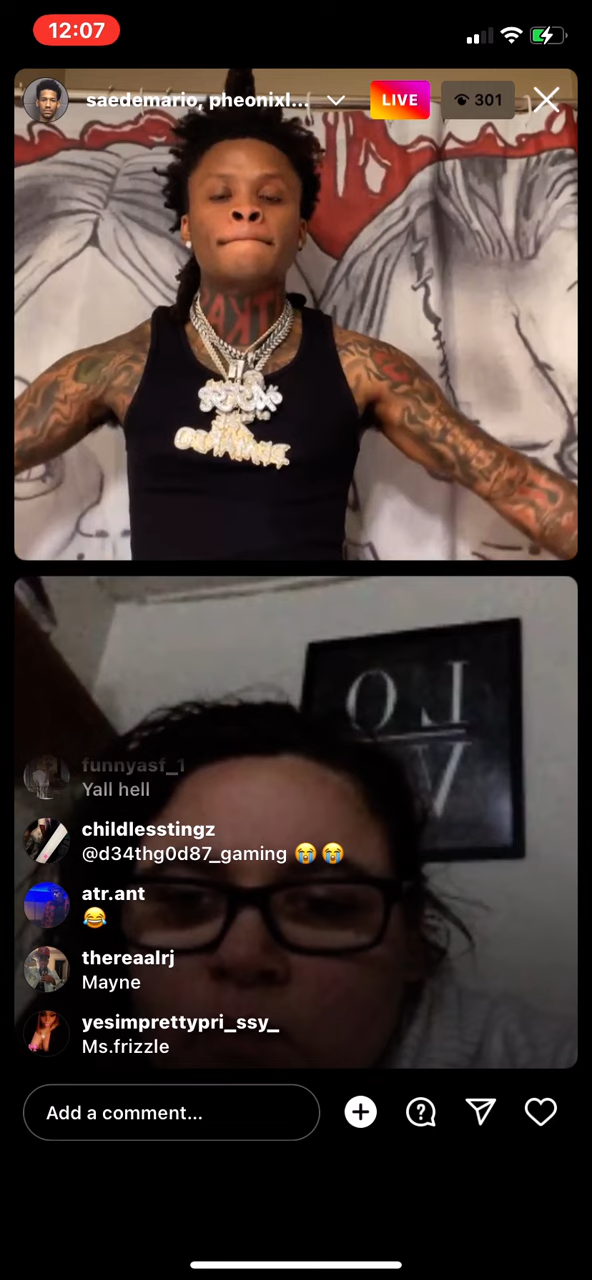 12:07
saedemario, pheonixl...
LIVE
301
funnyasf_1
Yall hell
childlesstingz
@d34thg0d87_gaming 😭😭
atr.ant
😂
thereaalrj
Mayne
yesimprettypri_ssy_
Ms.frizzle
Add a comment...